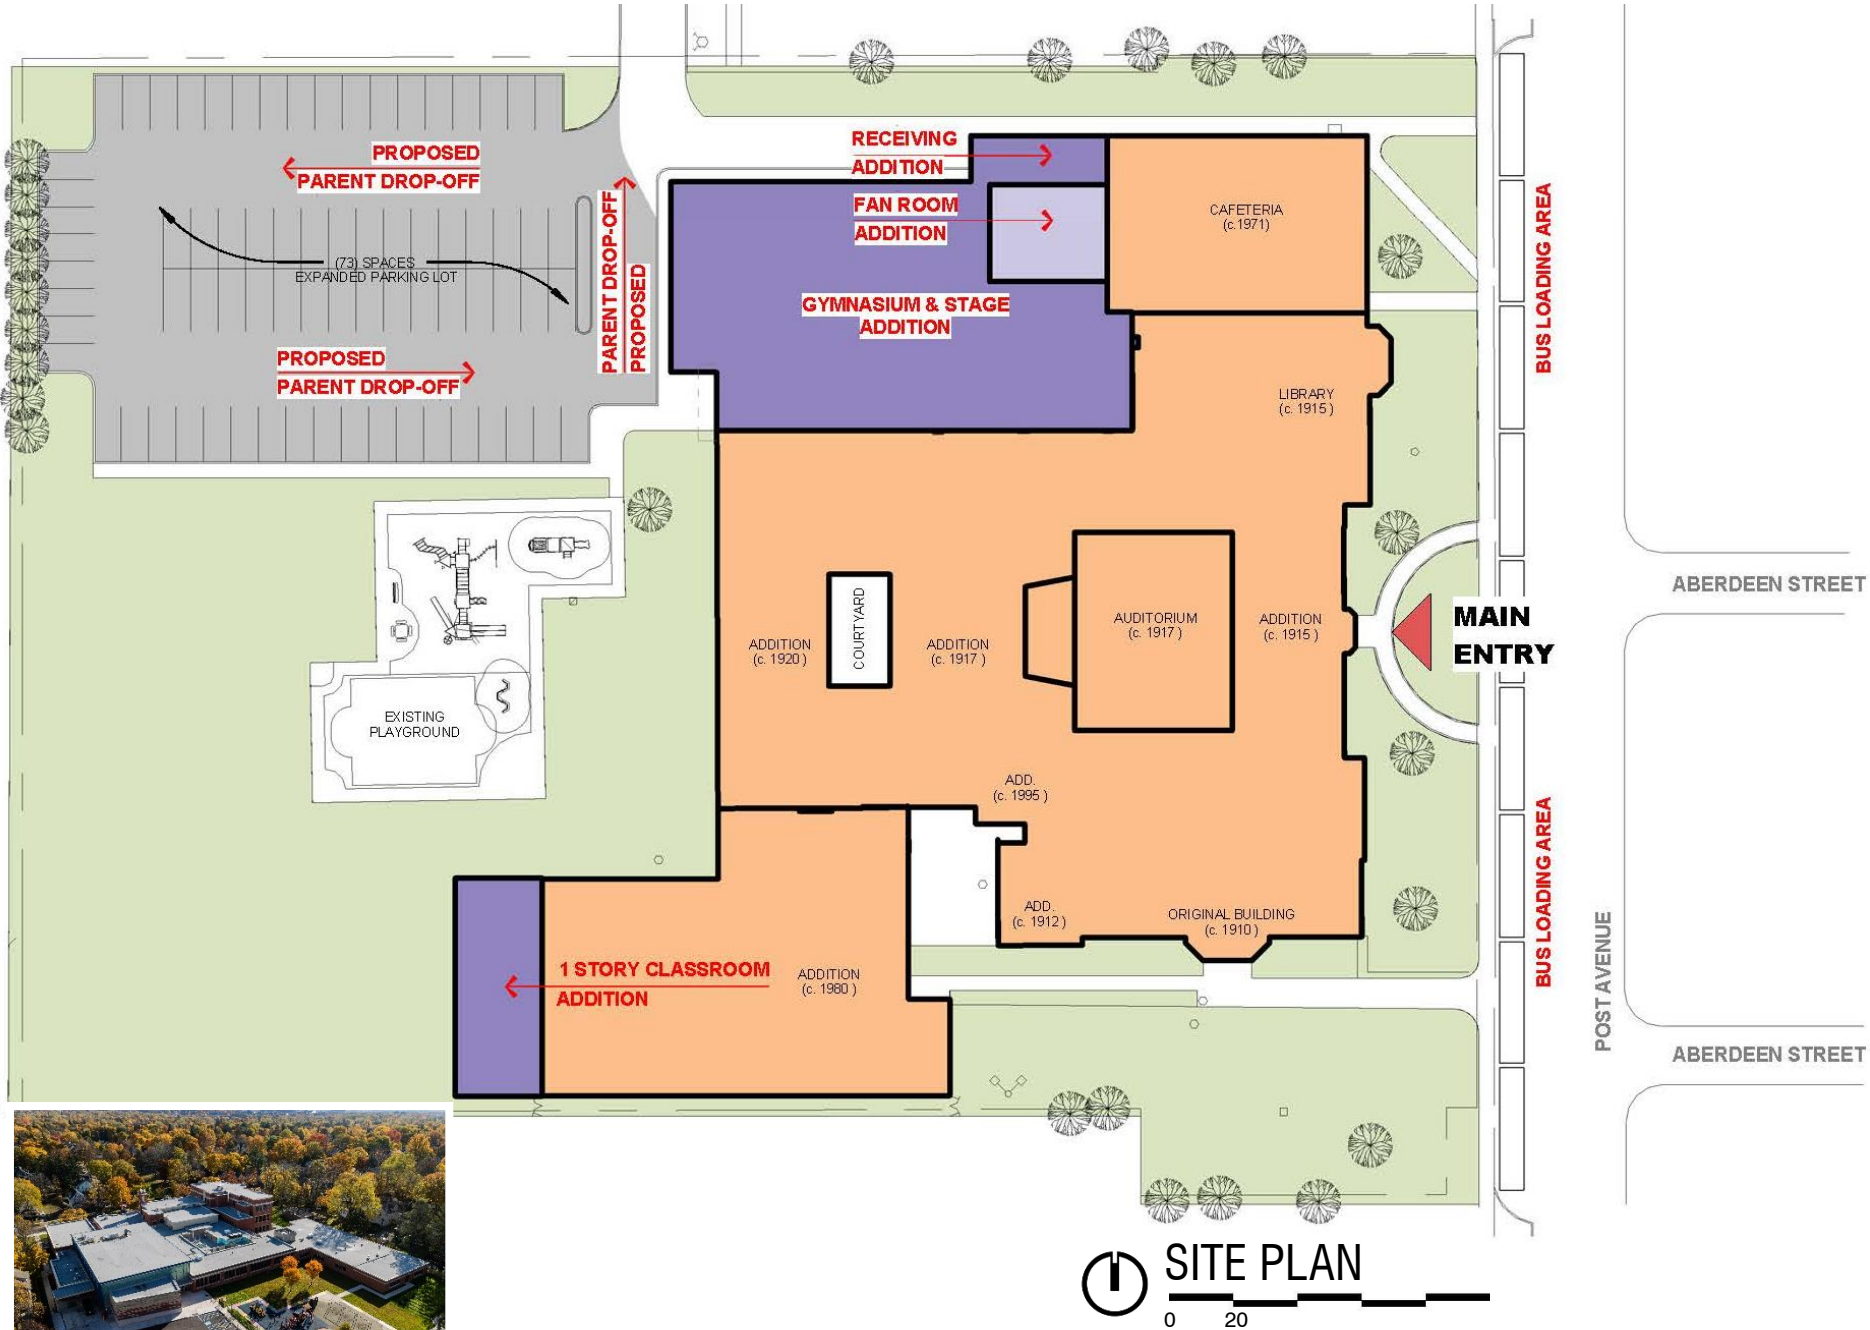 RECEIVING
ADDITION
PROPOSED
PARENT DROP-OFF
FAN ROOM
ADDITION
CAFETERIA
(c.1971)
(73) SPACES
EXPANDED PARKING LOT
PARENT DROP-OFF
PROPOSED
GYMNASIUM & STAGE
ADDITION
BUS LOADING AREA
PROPOSED
PARENT DROP-OFF
LIBRARY
(c. 1915)
ABERDEEN STREET
COURTYARD
AUDITORIUM
(c. 1917)
ADDITION
(c. 1915)
MAIN
ENTRY
ADDITION
(c. 1920)
ADDITION
(c. 1917)
EXISTING
PLAYGROUND
ADD.
(c. 1995)
BUS LOADING AREA
ADD.
(c. 1912)
ORIGINAL BUILDING
(c. 1910)
POST AVENUE
1 STORY CLASSROOM
ADDITION
ADDITION
(c. 1980)
ABERDEEN STREET
SITE PLAN
0 20